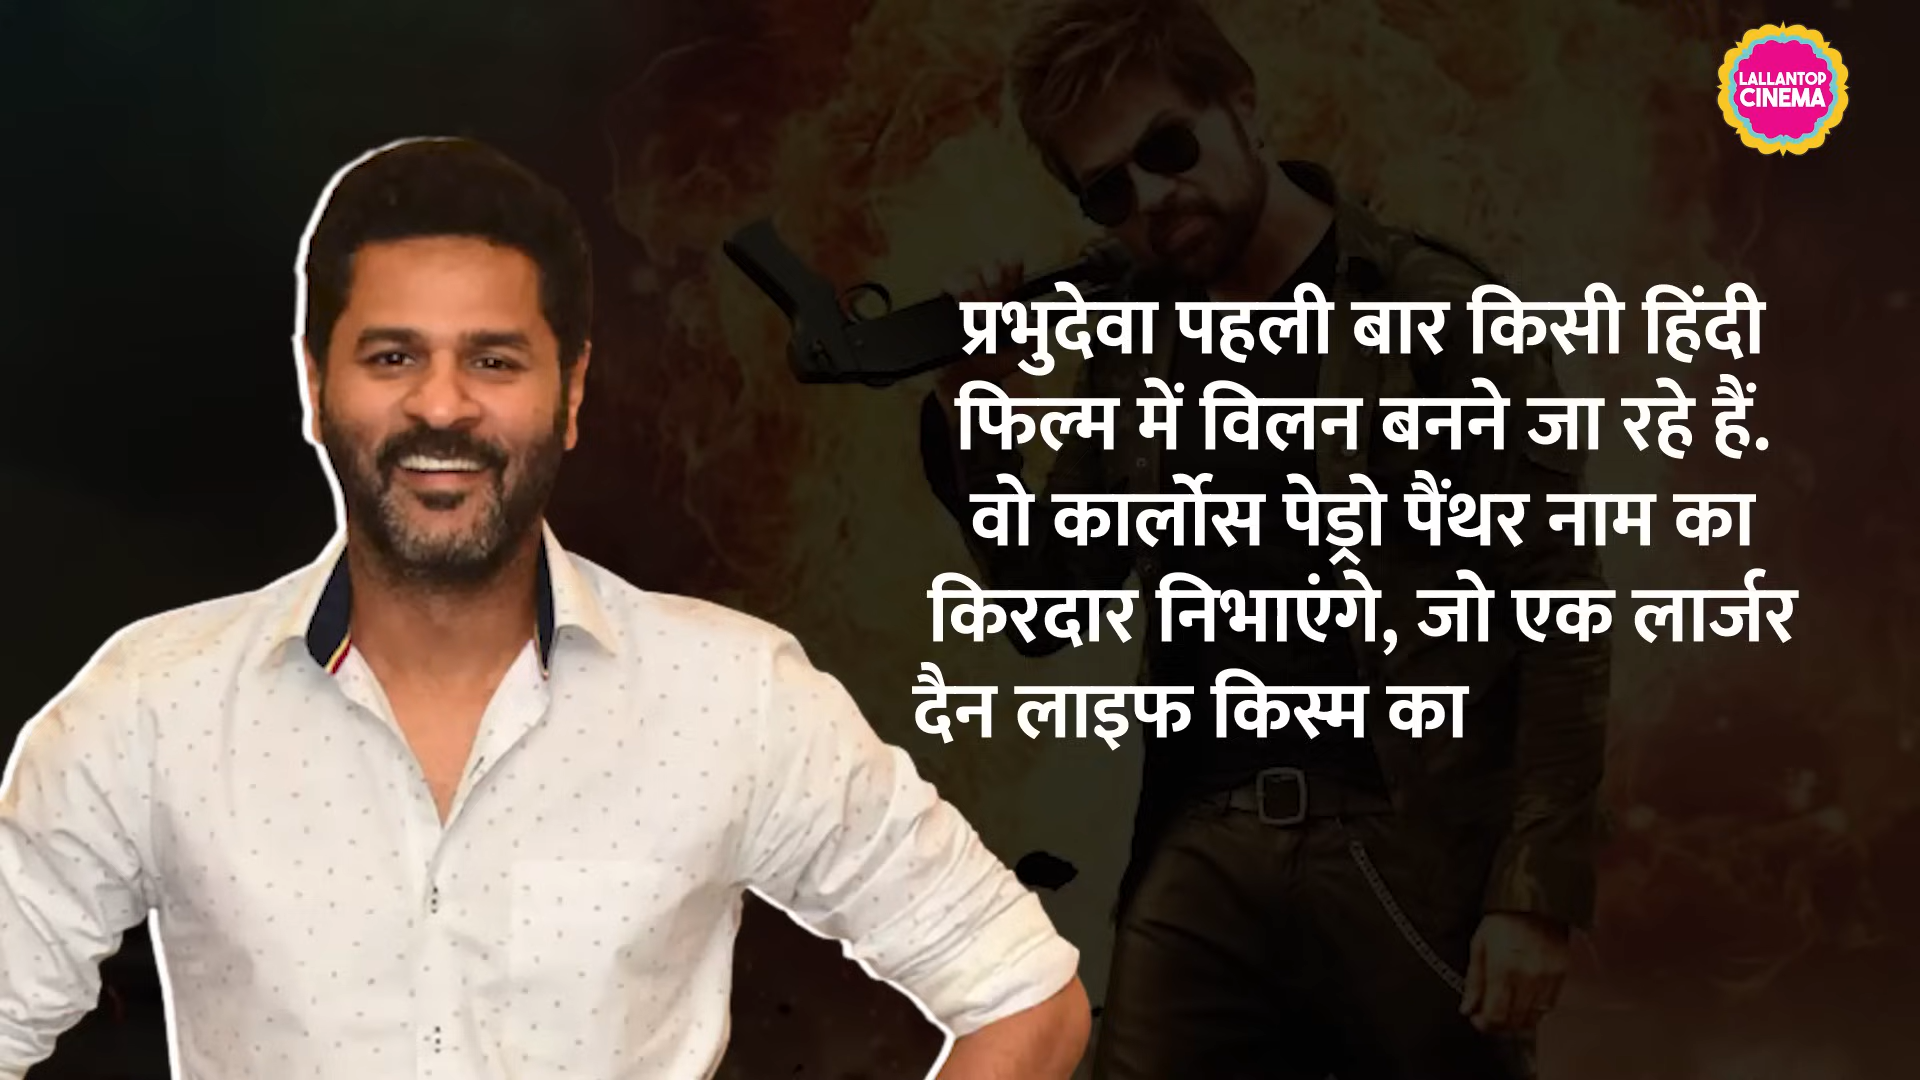 LALLANTOP
CINEMA
प्रभुदेवा पहली बार किसी हिंदी
फिल्म में विलन बनने जा रहे हैं.
वो कार्लोस पेड्रो पैंथर नाम का
किरदार निभाएंगे, जो एक लार्जर
दैन लाइफ किस्म का